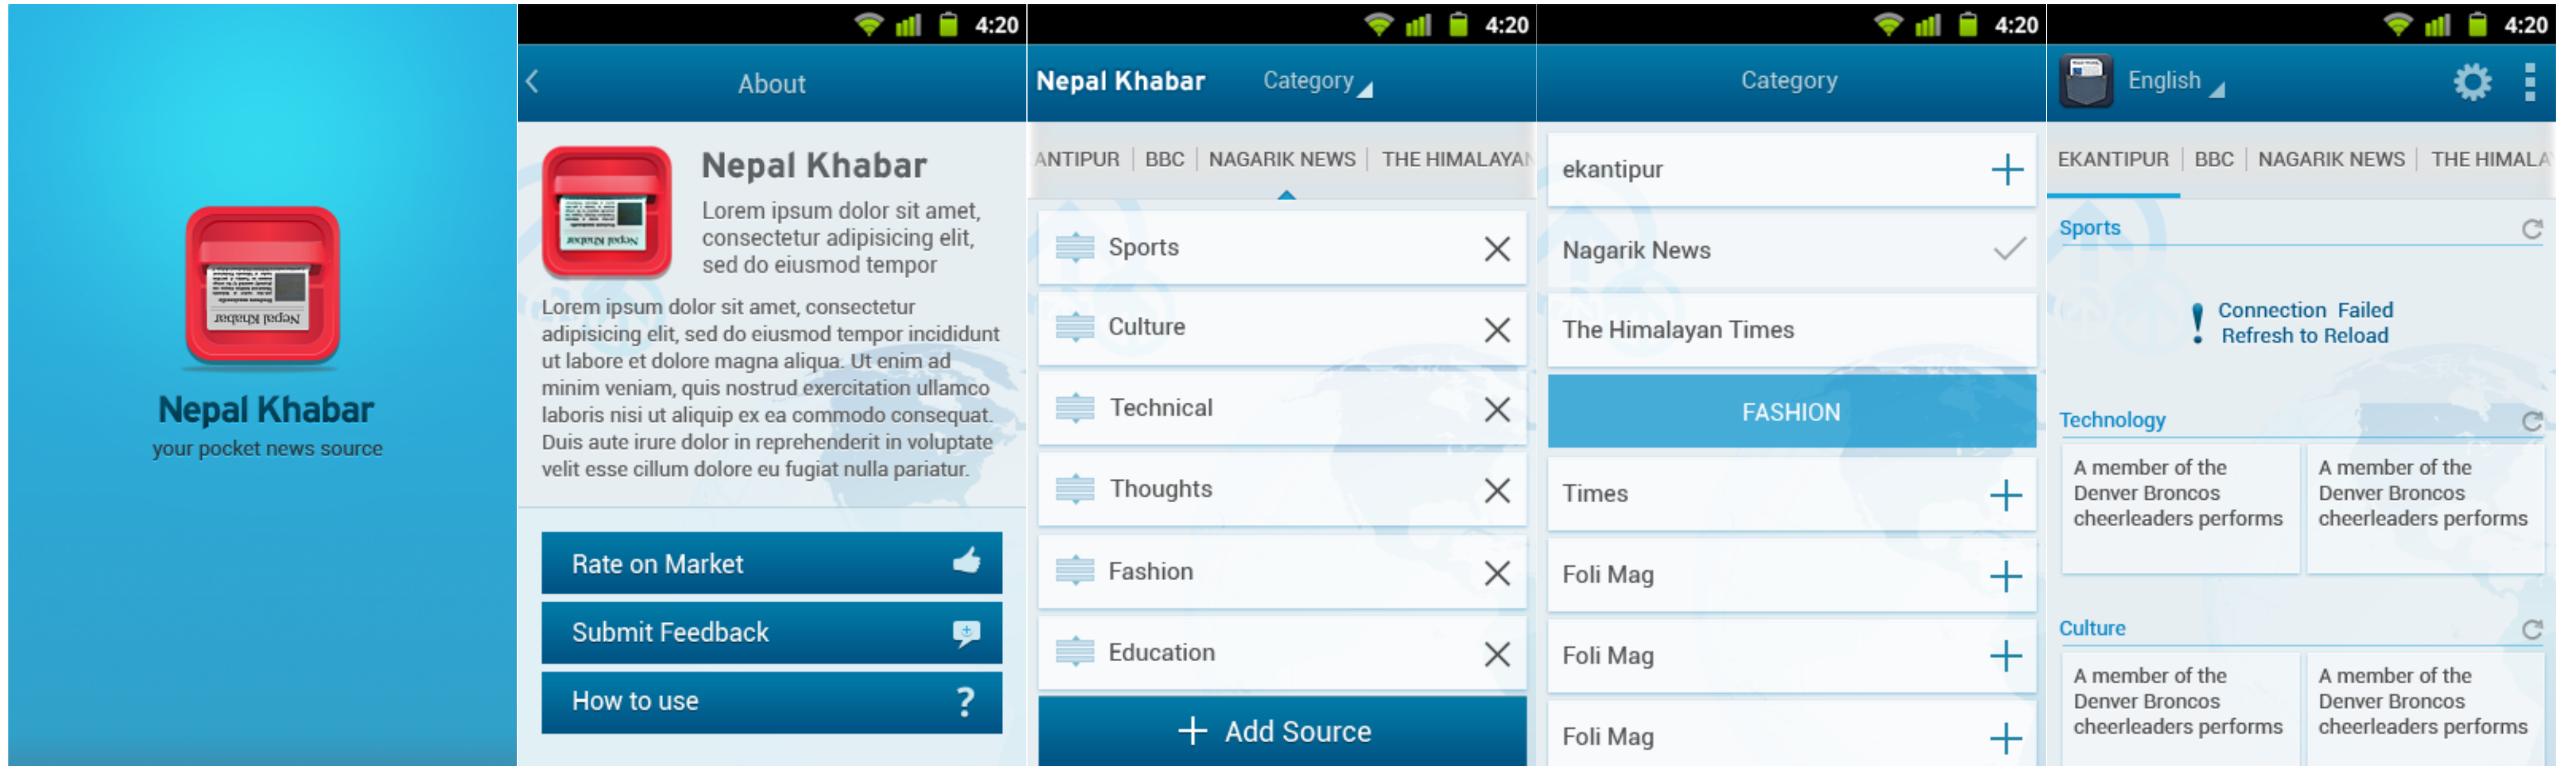 Nepal Khabar
Nepal Khabar
your pocket news source
4:20
About
Nepal Khabar
Nepal Khabar
Lorem ipsum dolor sit amet,
consectetur adipisicing elit,
sed do eiusmod tempor
Lorem ipsum dolor sit amet, consectetur
adipisicing elit, sed do eiusmod tempor incididunt
ut labore et dolore magna aliqua. Ut enim ad
minim veniam, quis nostrud exercitation ullamco
laboris nisi ut aliquip ex ea commodo consequat.
Duis aute irure dolor in reprehenderit in voluptate
velit esse cillum dolore eu fugiat nulla pariatur.
Rate on Market
Submit Feedback
How to use
?
4:20
Nepal Khabar Category
ANTIPUR BBC NAGARIK NEWS THE HIMALAYAN
Sports
Culture
Technical
Thoughts
Fashion
Education
+ Add Source
4:20
Category
ekantipur
Nagarik News
The Himalayan Times
FASHION
Times
Foli Mag
Foli Mag
Foli Mag
4:20
English
EKANTIPUR BBC NAGARIK NEWS THE HIMALA
Sports
! Connection Failed
Refresh to Reload
Technology
A member of the
Denver Broncos
cheerleaders performs
A member of the
Denver Broncos
cheerleaders performs
Culture
A member of the
Denver Broncos
cheerleaders performs
A member of the
Denver Broncos
cheerleaders performs